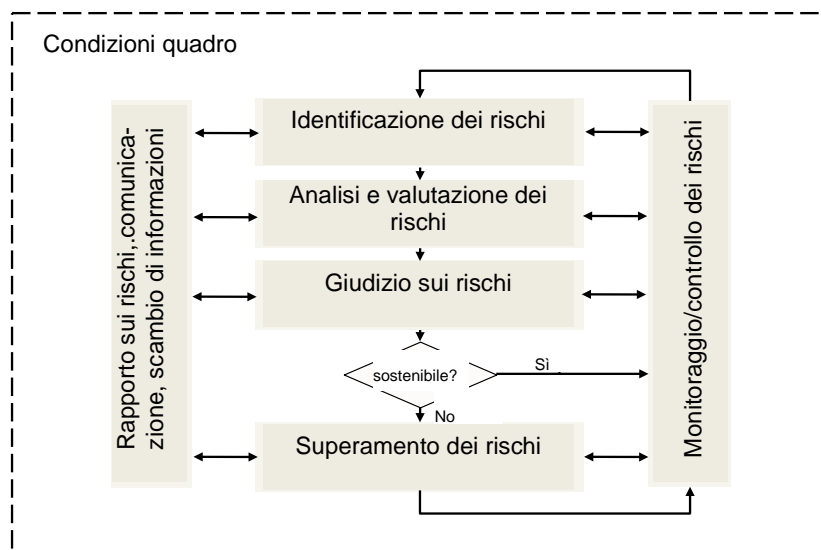 Condizioni quadro
Identificazione dei rischi
Analisi e valutazione dei
rischi
Giudizio sui rischi
sostenibile?
Sì
No
Superamento dei rischi
Rapporto sui rischi,.comunica-
zione, scambio di informazioni
Monitoraggio/controllo dei rischi